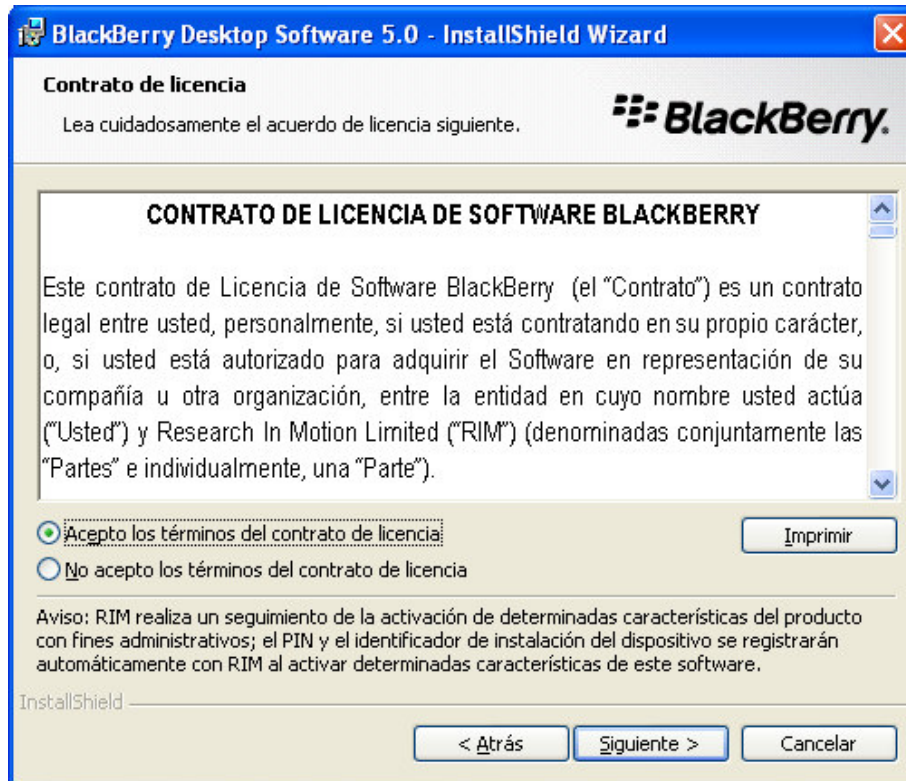 BlackBerry Desktop Software 5.0 - InstallShield Wizard
Contrato de licencia
Lea cuidadosamente el acuerdo de licencia siguiente.
BlackBerry.
CONTRATO DE LICENCIA DE SOFTWARE BLACKBERRY
Este contrato de Licencia de Software BlackBerry (el “Contrato”) es un contrato
legal entre usted, personalmente, si usted está contratando en su propio carácter,
o, si usted está autorizado para adquirir el Software en representación de su
compañía u otra organización, entre la entidad en cuyo nombre usted actúa
(“Usted”) y Research In Motion Limited (“RIM”) (denominadas conjuntamente las
“Partes” e individualmente, una “Parte”).
Acepto los términos del contrato de licencia
Imprimir
No acepto los términos del contrato de licencia
Aviso: RIM realiza un seguimiento de la activación de determinadas características del producto
con fines administrativos; el PIN y el identificador de instalación del dispositivo se registrarán
automáticamente con RIM al activar determinadas características de este software.
InstallShield
< Atrás
Siguiente >
Cancelar